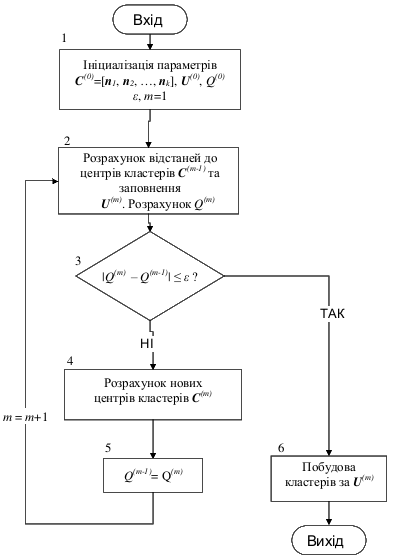 Вхід
1
Ініціалізація параметрів
C(0)=[n1, n2, …, nk], U(0), Q(0)
ε, m=1
2
Розрахунок відстаней до
центрів кластерів C(m-1) та
заповнення
U(m). Розрахунок Q(m)
3
|Q(m) – Q(m-1)| ≤ ε ?
ТАК
НІ
4
Розрахунок нових
центрів кластерів C(m)
m = m+1
5
Q(m-1)= Q(m)
6
Побудова
кластерів за U(m)
Вихід